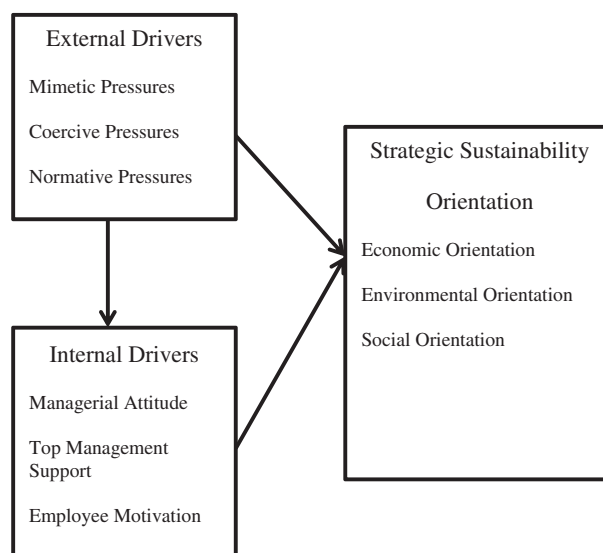 External Drivers
Mimetic Pressures
Coercive Pressures
Normative Pressures
Internal Drivers
Managerial Attitude
Top Management
Support
Employee Motivation
Strategic Sustainability
Orientation
Economic Orientation
Environmental Orientation
Social Orientation